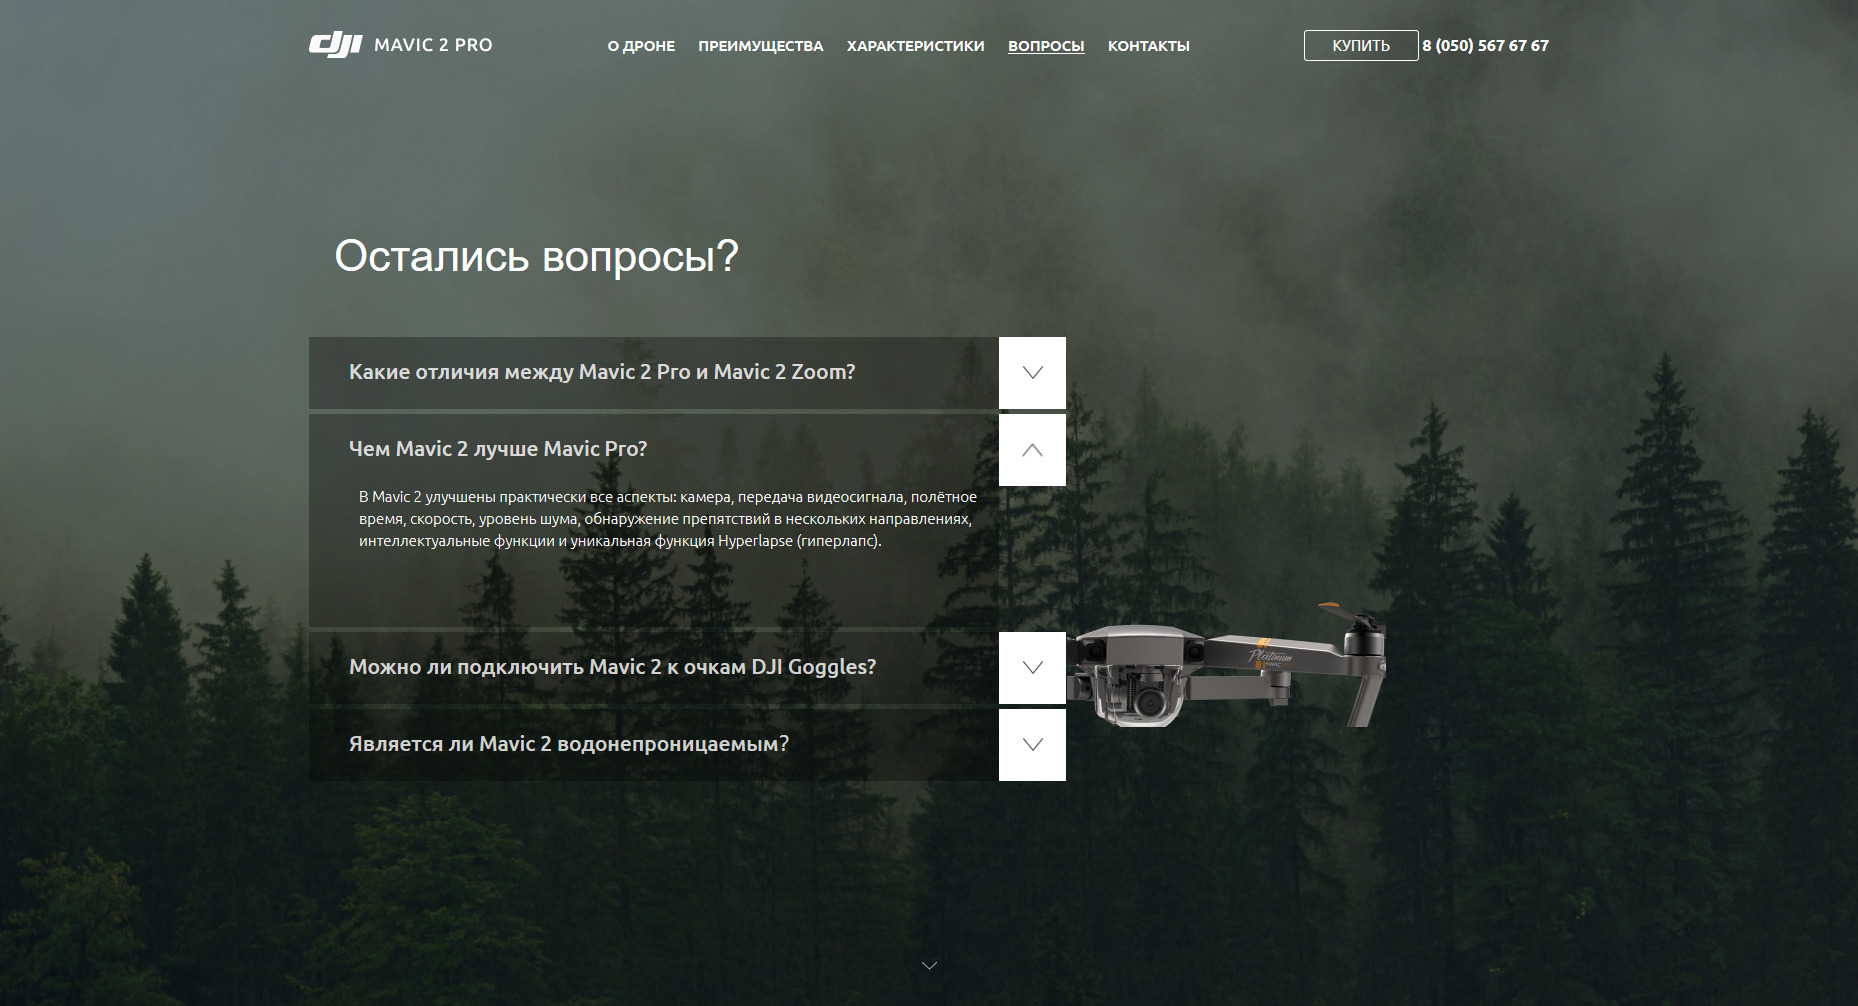 dji MAVIC 2 PRO
О ДРОНЕ ПРЕИМУЩЕСТВА ХАРАКТЕРИСТИКИ ВОПРОСЫ КОНТАКТЫ
КУПИТЬ 8 (050) 567 67 67
Остались вопросы?
Какие отличия между Mavic 2 Pro и Mavic 2 Zoom?
Чем Mavic 2 лучше Mavic Pro?
В Mavic 2 улучшены практически все аспекты: камера, передача видеосигнала, полётное
время, скорость, уровень шума, обнаружение препятствий в нескольких направлениях,
интеллектуальные функции и уникальная функция Hyperlapse (гиперлапс).
Можно ли подключить Mavic 2 к очкам DJI Goggles?
Platinum
MAVIC
Является ли Mavic 2 водонепроницаемым?